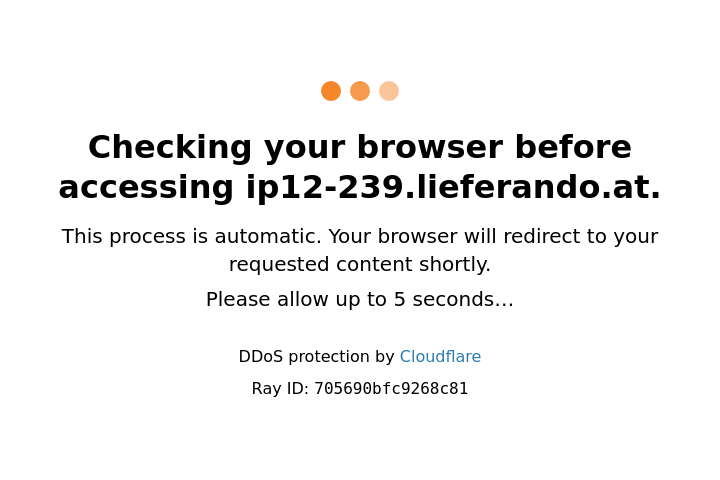 Checking your browser before
accessing ip12-239.lieferando.at.
This process is automatic. Your browser will redirect to your
requested content shortly.
Please allow up to 5 seconds…
DDoS protection by Cloudflare
Ray ID: 705690bfc9268c81